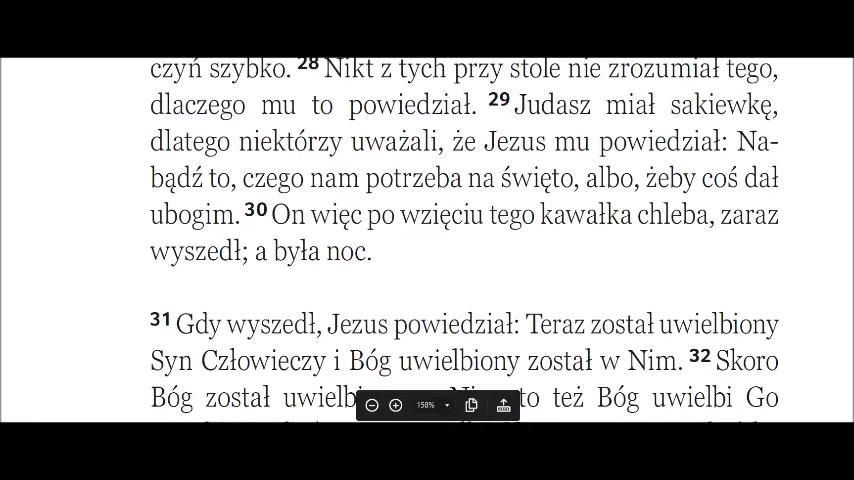 czyń szybko. 28 Nikt z tych przy stole nie zrozumiał tego,
dlaczego mu to powiedział. 29 Judasz miał sakiewkę,
dlatego niektórzy uważali, że Jezus mu powiedział: Na-
bądź to, czego nam potrzeba na święto, albo, żeby coś dał
ubogim. 30 On więc po wzięciu tego kawałka chleba, zaraz
wyszedł; a była noc.
31 Gdy wyszedł, Jezus powiedział: Teraz został uwielbiony
Syn Człowieczy i Bóg uwielbiony został w Nim. 32 Skoro
Bóg został to też Bóg uwielbi Go
158%